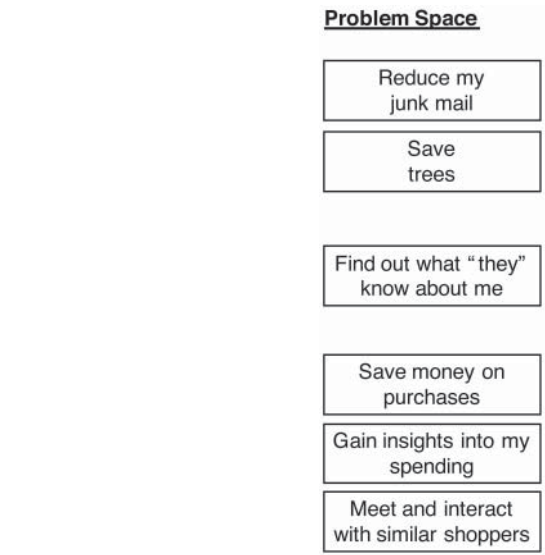 Problem Space
Reduce my
junk mail
Save
trees
Find out what “they”
know about me
Save money on
purchases
Gain insights into my
spending
Meet and interact
with similar shoppers